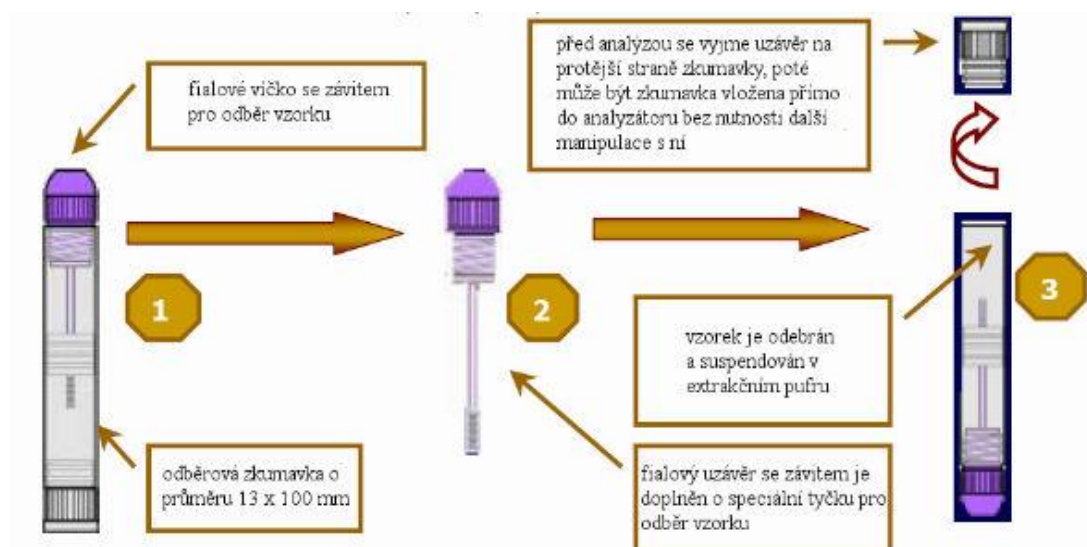 fialové víčko se závitem
pro odběr vzorku
před analýzou se vyjme uzávěr na
protější straně zkumavky, poté
může být zkumavka vložena přímo
do analyzátoru bez nutnosti další
manipulace s ní
1
2
3
vzorek je odebrán
a suspendován v
extrakčním pufru
odběrová zkumavka o
průměru 13 x 100 mm
fialový uzávěr se závitem je
doplněn o speciální tyčku pro
odběr vzorku